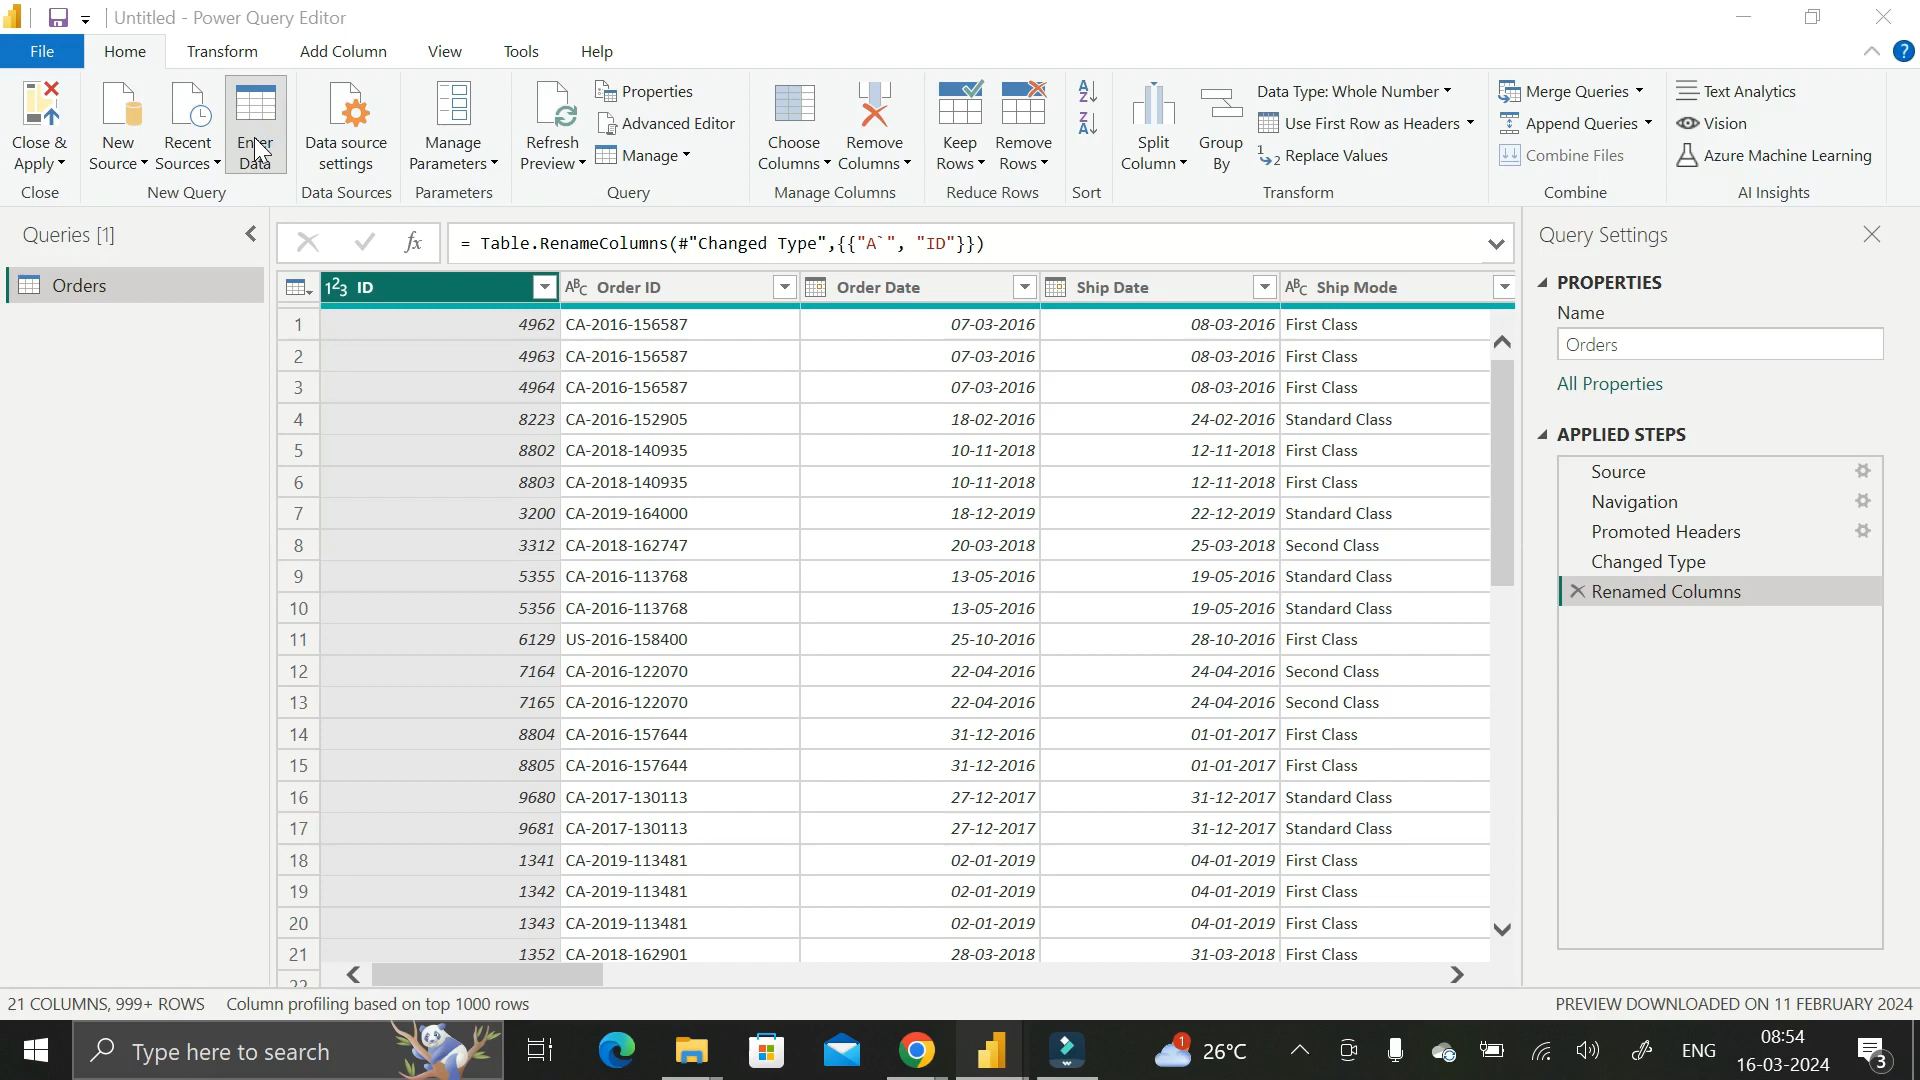 Untitled - Power Query Editor
File Home Transform Add Column View Tools Help
Close & Apply
New Source
Recent Sources
Enter Data
Data source settings
Manage Parameters
Refresh Preview
Properties
Advanced Editor
Manage
Choose Columns
Remove Columns
Keep Rows
Remove Rows
Split Column
Group By
Data Type: Whole Number
Use First Row as Headers
Replace Values
Merge Queries
Append Queries
Combine Files
Text Analytics
Vision
Azure Machine Learning
Close New Query Data Sources Parameters Query Manage Columns Reduce Rows Sort Transform Combine AI Insights
Queries [1]
Orders
fx = Table.RenameColumns(#"Changed Type",{{"A`", "ID"}})
ID Order ID Order Date Ship Date Ship Mode
1 4962 CA-2016-156587 07-03-2016 08-03-2016 First Class
2 4963 CA-2016-156587 07-03-2016 08-03-2016 First Class
3 4964 CA-2016-156587 07-03-2016 08-03-2016 First Class
4 8223 CA-2016-152905 18-02-2016 24-02-2016 Standard Class
5 8802 CA-2018-140935 10-11-2018 12-11-2018 First Class
6 8803 CA-2018-140935 10-11-2018 12-11-2018 First Class
7 3200 CA-2019-164000 18-12-2019 22-12-2019 Standard Class
8 3312 CA-2018-162747 20-03-2018 25-03-2018 Second Class
9 5355 CA-2016-113768 13-05-2016 19-05-2016 Standard Class
10 5356 CA-2016-113768 13-05-2016 19-05-2016 Standard Class
11 6129 US-2016-158400 25-10-2016 28-10-2016 First Class
12 7164 CA-2016-122070 22-04-2016 24-04-2016 Second Class
13 7165 CA-2016-122070 22-04-2016 24-04-2016 Second Class
14 8804 CA-2016-157644 31-12-2016 01-01-2017 First Class
15 8805 CA-2016-157644 31-12-2016 01-01-2017 First Class
16 9680 CA-2017-130113 27-12-2017 31-12-2017 Standard Class
17 9681 CA-2017-130113 27-12-2017 31-12-2017 Standard Class
18 1341 CA-2019-113481 02-01-2019 04-01-2019 First Class
19 1342 CA-2019-113481 02-01-2019 04-01-2019 First Class
20 1343 CA-2019-113481 02-01-2019 04-01-2019 First Class
21 1352 CA-2018-162901 28-03-2018 31-03-2018 First Class
22
Query Settings
PROPERTIES
Name
Orders
All Properties
APPLIED STEPS
Source
Navigation
Promoted Headers
Changed Type
Renamed Columns
21 COLUMNS, 999+ ROWS Column profiling based on top 1000 rows PREVIEW DOWNLOADED ON 11 FEBRUARY 2024
Type here to search
1 26°C ENG 08:54
16-03-2024 3